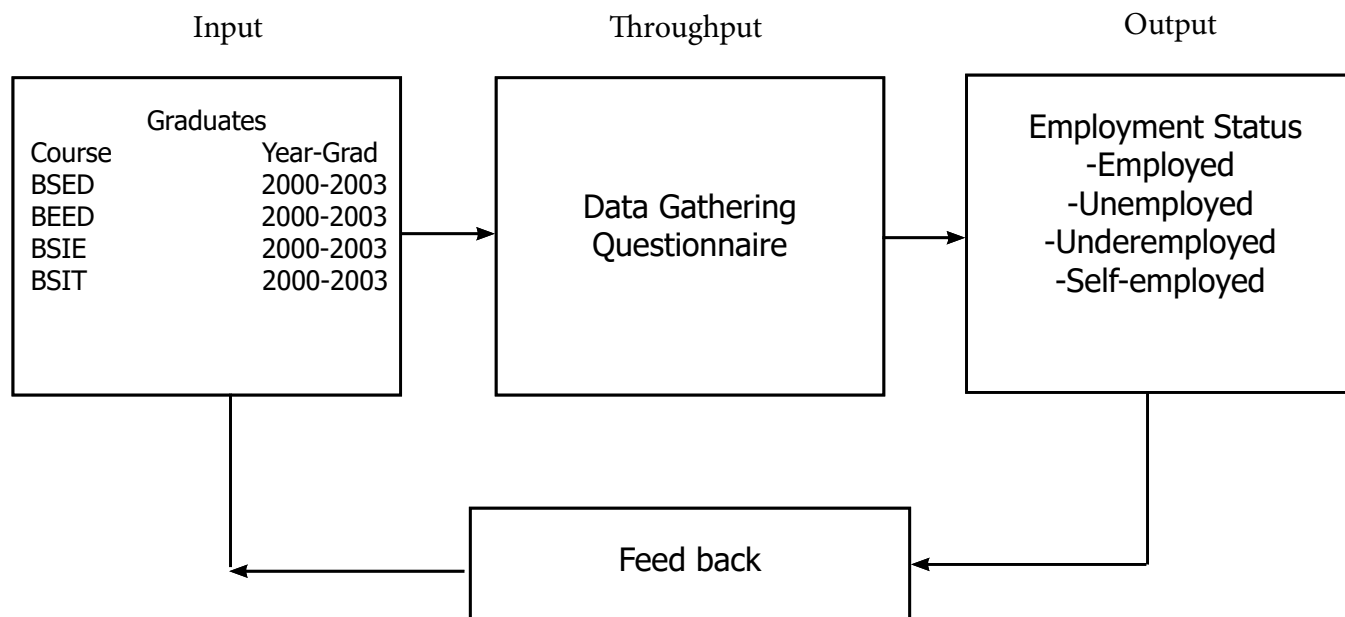 Input
Throughput
Output
Graduates
Course Year-Grad
BSED 2000-2003
BEED 2000-2003
BSIE 2000-2003
BSIT 2000-2003
Data Gathering
Questionnaire
Employment Status
-Employed
-Unemployed
-Underemployed
-Self-employed
Feed back